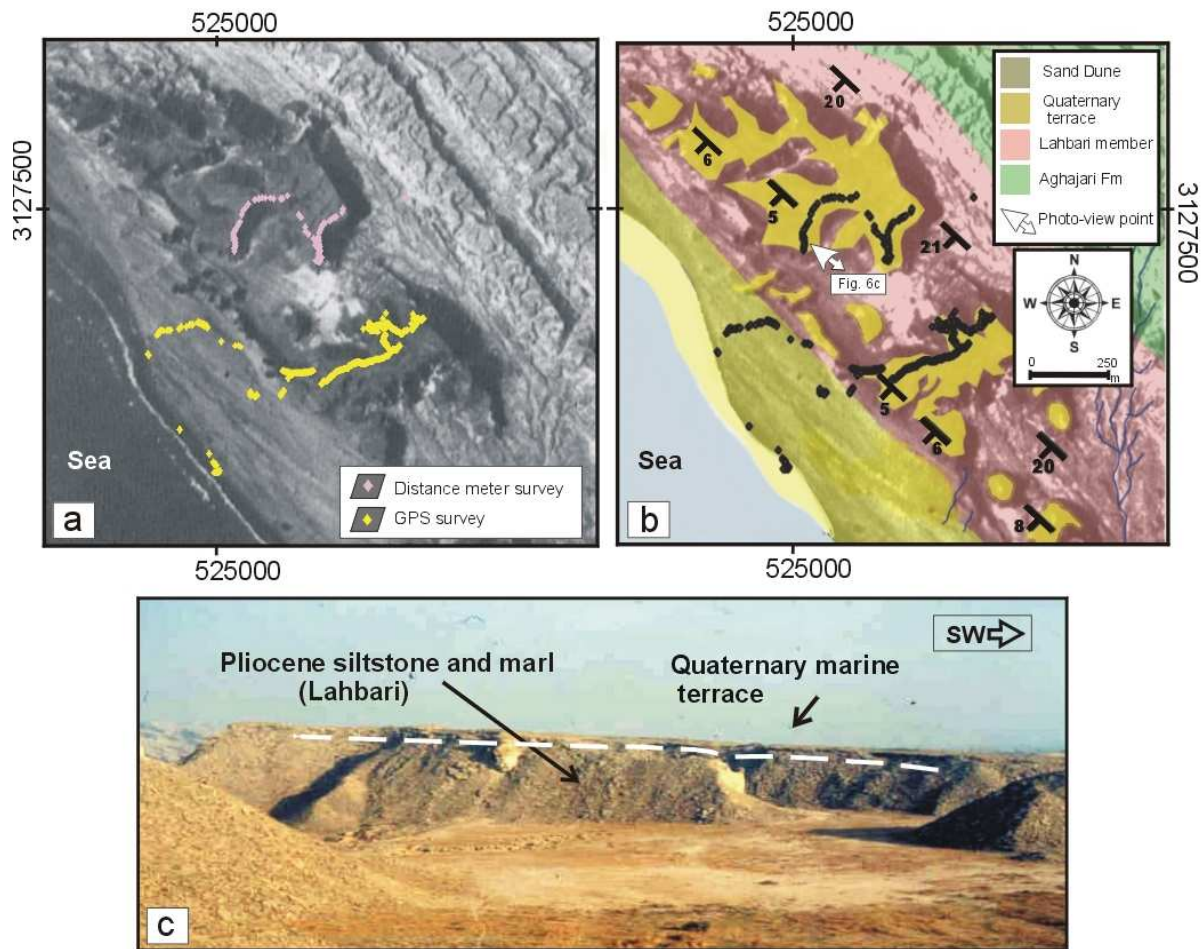 525000
525000
3127500
Sea
a
Distance meter survey
GPS survey
525000
20
6
5
21
Fig. 6c
5
6
20
8
Sea
b
Sand Dune
Quaternary
terrace
Lahbari member
Aghajari Fm
Photo-view point
N
W E
S
0 250
m
3127500
525000
Pliocene siltstone and marl
(Lahbari)
Quaternary marine
terrace
SW
c